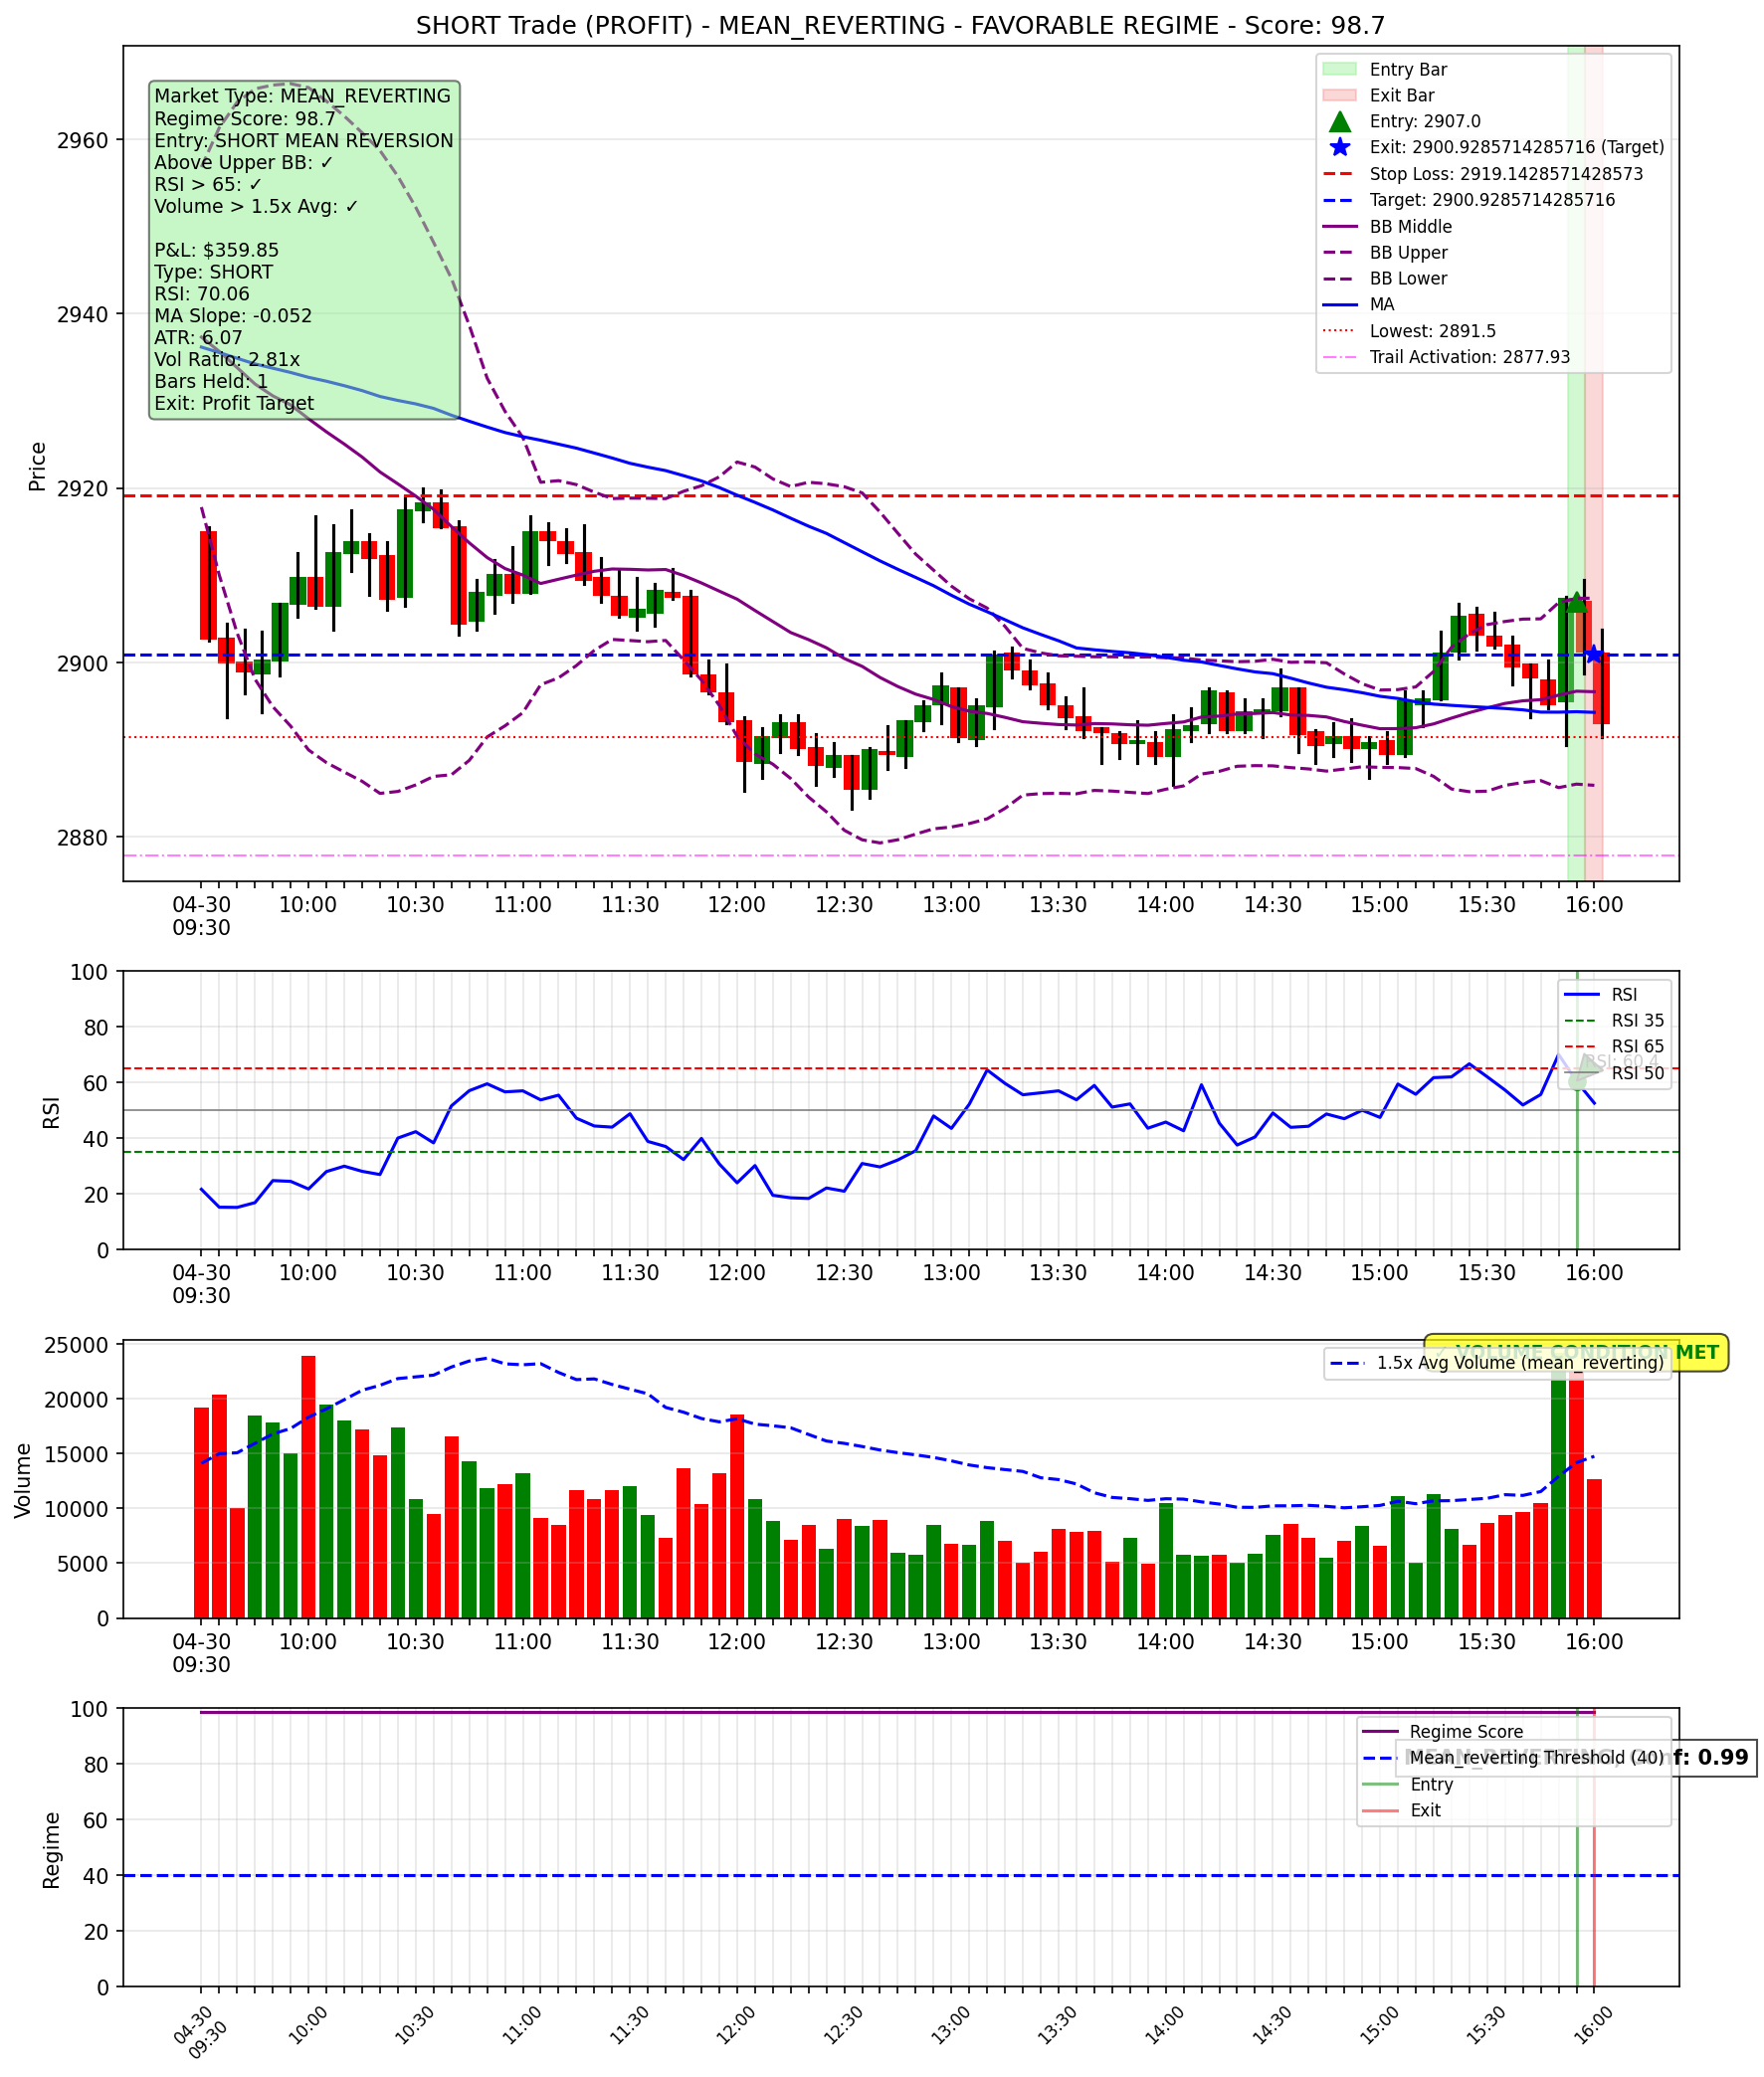 SHORT Trade (PROFIT) - MEAN_REVERTING - FAVORABLE REGIME - Score: 98.7
Market Type: MEAN_REVERTING
Regime Score: 98.7
Entry: SHORT MEAN REVERSION
Above Upper BB: ✓
RSI > 65: ✓
Volume > 1.5x Avg: ✓
P&L: $359.85
Type: SHORT
RSI: 70.06
MA Slope: -0.052
ATR: 6.07
Vol Ratio: 2.81x
Bars Held: 1
Exit: Profit Target
Entry Bar
Exit Bar
Entry: 2907.0
Exit: 2900.9285714285716 (Target)
Stop Loss: 2919.1428571428573
Target: 2900.9285714285716
BB Middle
BB Upper
BB Lower
MA
Lowest: 2891.5
Trail Activation: 2877.93
Price
2960
2940
2920
2900
2880
04-30 10:00 10:30 11:00 11:30 12:00 12:30 13:00 13:30 14:00 14:30 15:00 15:30 16:00
09:30
RSI
100
80
60
40
20
0
RSI
RSI 35
RSI 65
RSI 50
RSI: 60.4
04-30 10:00 10:30 11:00 11:30 12:00 12:30 13:00 13:30 14:00 14:30 15:00 15:30 16:00
09:30
Volume
25000
20000
15000
10000
5000
0
✓ VOLUME CONDITION MET
1.5x Avg Volume (mean_reverting)
04-30 10:00 10:30 11:00 11:30 12:00 12:30 13:00 13:30 14:00 14:30 15:00 15:30 16:00
09:30
Regime
100
80
60
40
20
0
Regime Score
Mean_reverting Threshold (40)
Entry
Exit
MEAN_REVERTING, f: 0.99
04-30 10:00 10:30 11:00 11:30 12:00 12:30 13:00 13:30 14:00 14:30 15:00 15:30 16:00
09:30